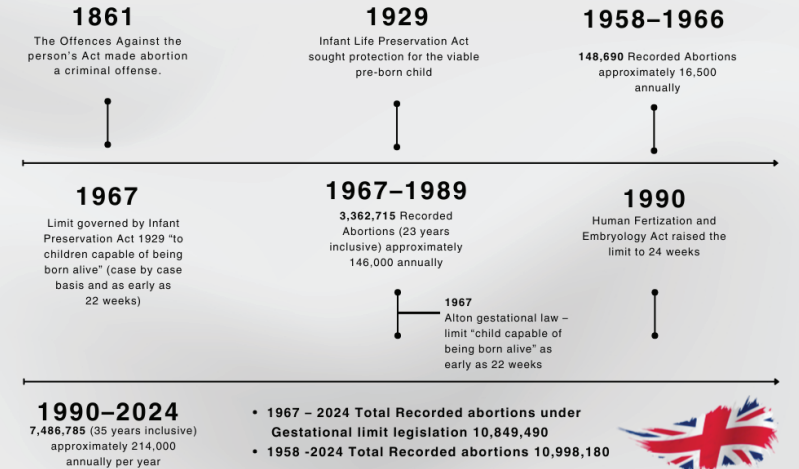 1861
The Offences Against the
person's Act made abortion
a criminal offense.
1929
Infant Life Preservation Act
sought protection for the viable
pre-born child
1958–1966
148,690 Recorded Abortions
approximately 16,500
annually
1967
Limit governed by Infant
Preservation Act 1929 "to
children capable of being
born alive" (case by case
basis and as early as
22 weeks)
1967–1989
3,362,715 Recorded
Abortions (23 years
inclusive) approximately
146,000 annually
1967
Alton gestational law –
limit "child capable of
being born alive" as
early as 22 weeks
1990
Human Fertization and
Embryology Act raised the
limit to 24 weeks
1990–2024
7,486,785 (35 years inclusive)
approximately 214,000
annually per year
• 1967 – 2024 Total Recorded abortions under
Gestational limit legislation 10,849,490
• 1958 -2024 Total Recorded abortions 10,998,180